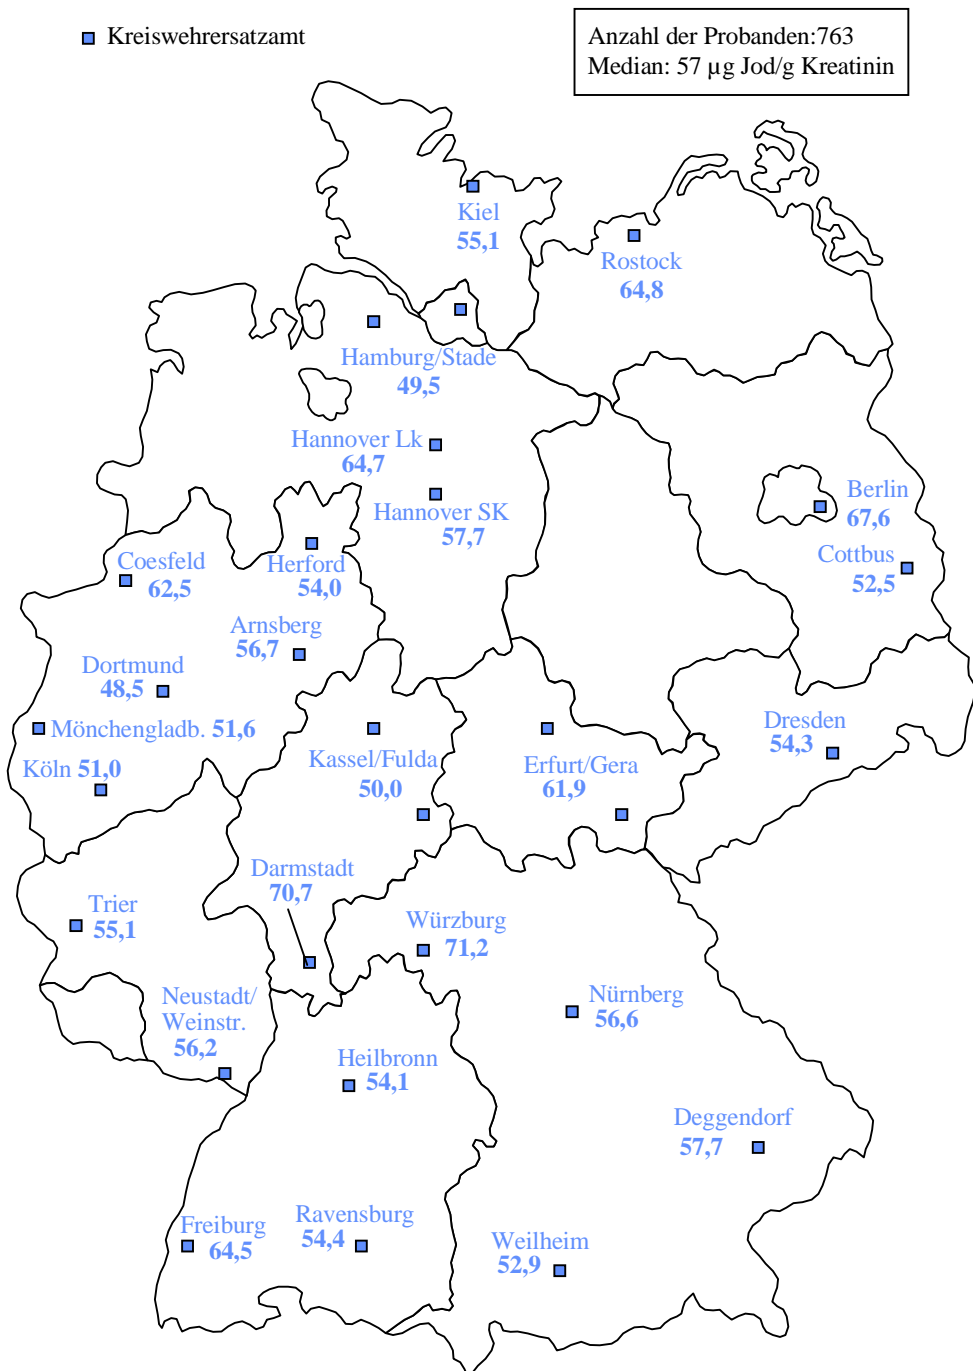 Kreiswehrersatzamt
Anzahl der Probanden:763
Median: 57 µg Jod/g Kreatinin
Kiel
55,1
Rostock
64,8
Hamburg/Stade
49,5
Hannover Lk
64,7
Hannover SK
57,7
Berlin
67,6
Cottbus
52,5
Coesfeld
62,5
Herford
54,0
Arnsberg
56,7
Dortmund
48,5
Mönchengladb. 51,6
Köln 51,0
Kassel/Fulda
50,0
Erfurt/Gera
61,9
Dresden
54,3
Darmstadt
70,7
Trier
55,1
Würzburg
71,2
Neustadt/
Weinstr.
56,2
Nürnberg
56,6
Heilbronn
54,1
Deggendorf
57,7
Freiburg
64,5
Ravensburg
54,4
Weilheim
52,9